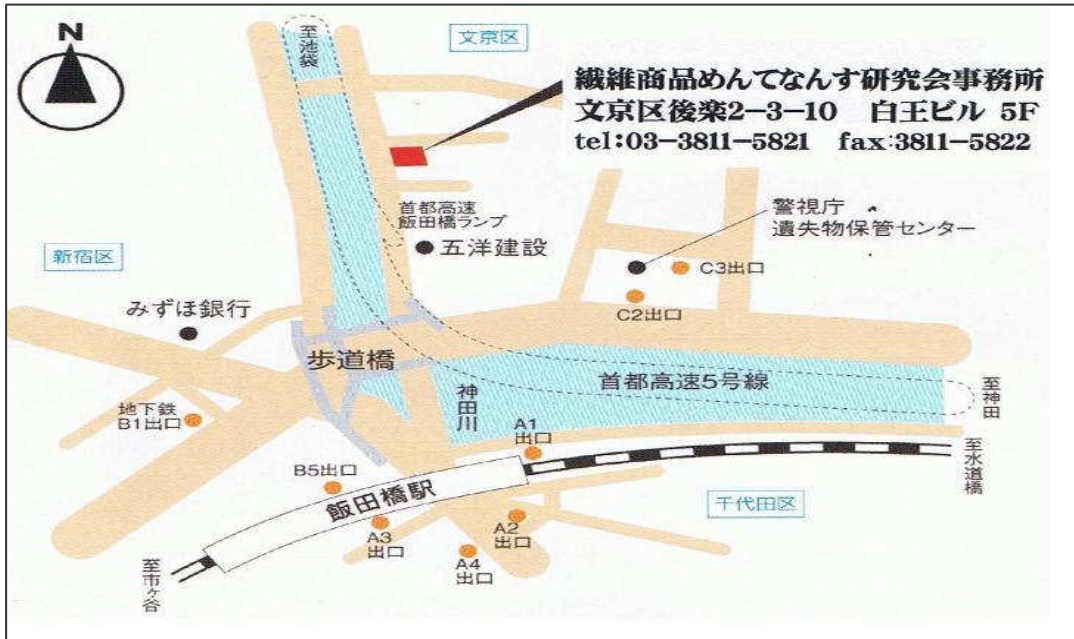 N
至池袋
文京区
繊維商品めんてなんす研究会事務所
文京区後楽2−3−10　白王ビル 5F
tel:03−3811−5821　fax:3811−5822
首都高速
飯田橋ランプ
五洋建設
警視庁
遺失物保管センター
C3出口
C2出口
新宿区
みずほ銀行
歩道橋
首都高速5号線
至神田
神田川
地下鉄
B1出口
A1
出口
至水道橋
B5出口
飯田橋駅
千代田区
A3
出口
A2
出口
A4
出口
至市ヶ谷